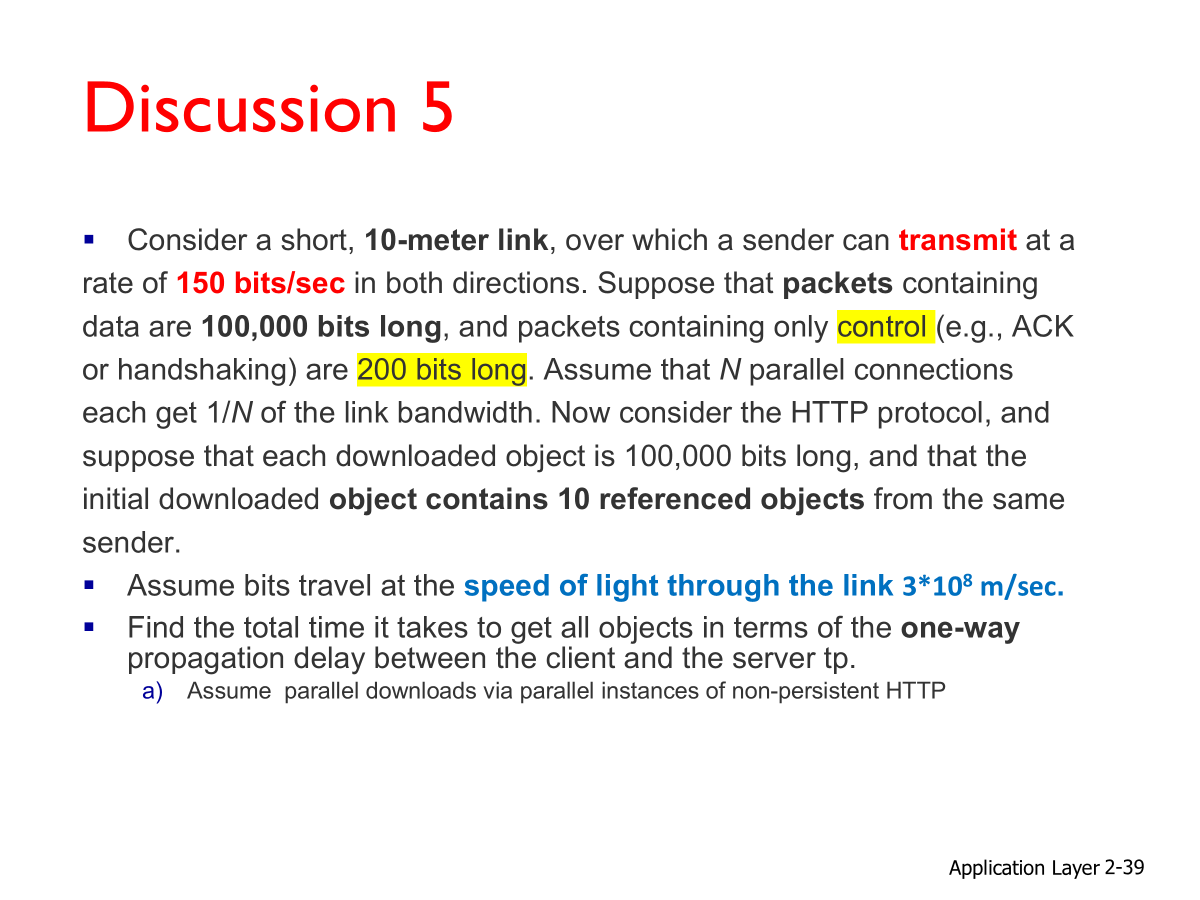 Discussion 5
▪ Consider a short, 10-meter link, over which a sender can transmit at a
rate of 150 bits/sec in both directions. Suppose that packets containing
data are 100,000 bits long, and packets containing only control (e.g., ACK
or handshaking) are 200 bits long. Assume that N parallel connections
each get 1/N of the link bandwidth. Now consider the HTTP protocol, and
suppose that each downloaded object is 100,000 bits long, and that the
initial downloaded object contains 10 referenced objects from the same
sender.
▪ Assume bits travel at the speed of light through the link 3*10⁸ m/sec.
▪ Find the total time it takes to get all objects in terms of the one-way
propagation delay between the client and the server tp.
a) Assume parallel downloads via parallel instances of non-persistent HTTP
Application Layer 2-39